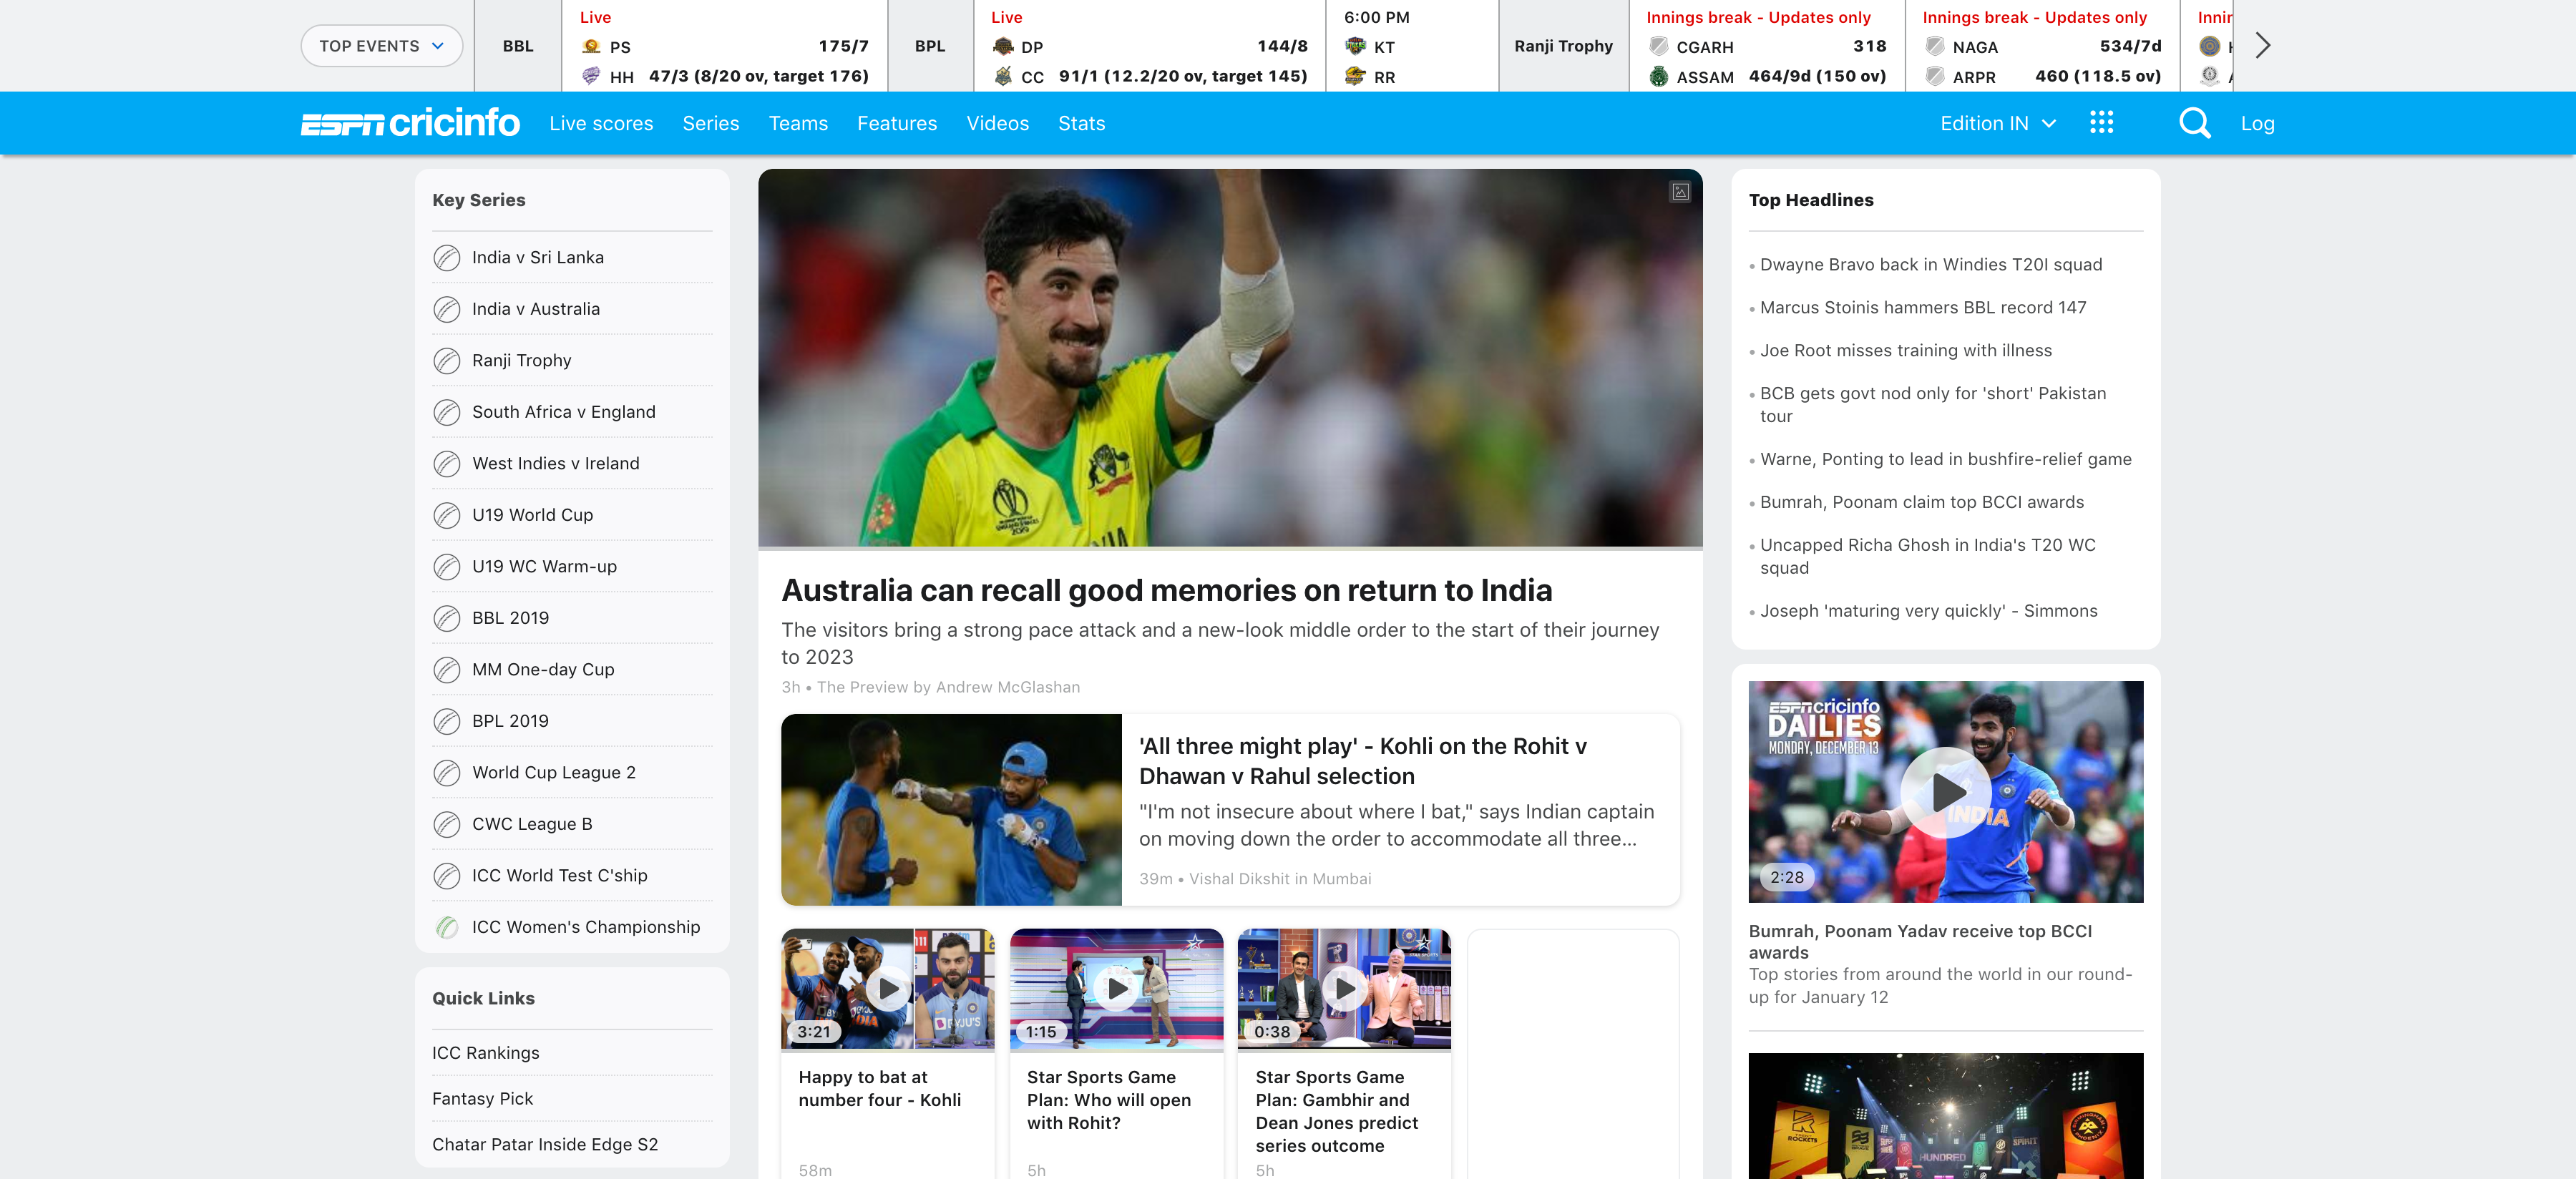 TOP EVENTS
BBL
Live
PS 175/7
HH 47/3 (8/20 ov, target 176)
BPL
Live
DP 144/8
CC 91/1 (12.2/20 ov, target 145)
6:00 PM
KT
RR
Ranji Trophy
Innings break - Updates only
CGARH 318
ASSAM 464/9d (150 ov)
Innings break - Updates only
NAGA 534/7d
ARPR 460 (118.5 ov)
ESPN cricinfo
Live scores
Series
Teams
Features
Videos
Stats
Edition IN
Log
Key Series
India v Sri Lanka
India v Australia
Ranji Trophy
South Africa v England
West Indies v Ireland
U19 World Cup
U19 WC Warm-up
BBL 2019
MM One-day Cup
BPL 2019
World Cup League 2
CWC League B
ICC World Test C'ship
ICC Women's Championship
Quick Links
ICC Rankings
Fantasy Pick
Chatar Patar Inside Edge S2
Australia can recall good memories on return to India
The visitors bring a strong pace attack and a new-look middle order to the start of their journey
to 2023
3h • The Preview by Andrew McGlashan
'All three might play' - Kohli on the Rohit v
Dhawan v Rahul selection
"I'm not insecure about where I bat," says Indian captain
on moving down the order to accommodate all three...
39m • Vishal Dikshit in Mumbai
BYJU'S
3:21
Happy to bat at
number four - Kohli
58m
1:15
Star Sports Game
Plan: Who will open
with Rohit?
5h
0:38
Star Sports Game
Plan: Gambhir and
Dean Jones predict
series outcome
5h
Top Headlines
• Dwayne Bravo back in Windies T20I squad
• Marcus Stoinis hammers BBL record 147
• Joe Root misses training with illness
• BCB gets govt nod only for 'short' Pakistan
tour
• Warne, Ponting to lead in bushfire-relief game
• Bumrah, Poonam claim top BCCI awards
• Uncapped Richa Ghosh in India's T20 WC
squad
• Joseph 'maturing very quickly' - Simmons
ESPN cricinfo
DAILIES
MONDAY, DECEMBER 13
INDIA
2:28
Bumrah, Poonam Yadav receive top BCCI
awards
Top stories from around the world in our round-
up for January 12
ROCKETS
HUNDRED
SPIRIT
PHOENIX